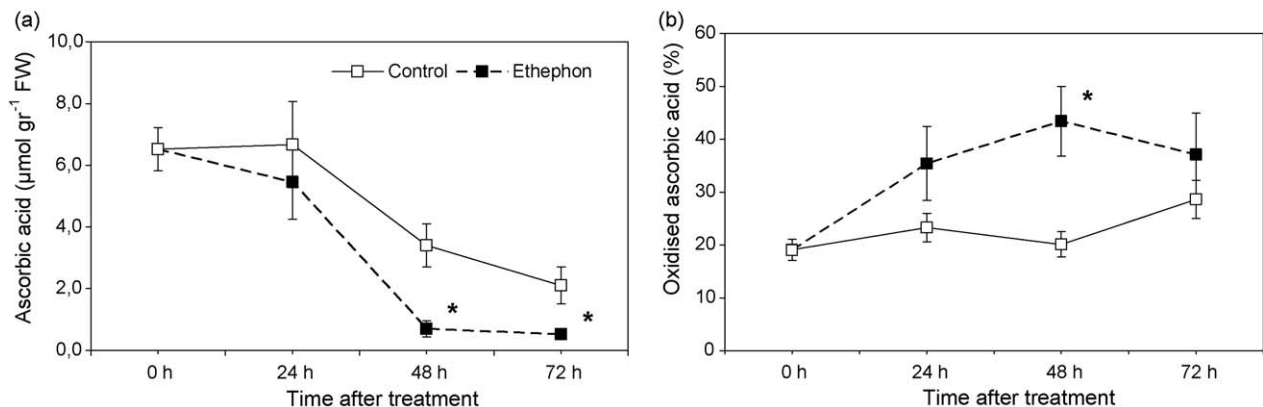 (a)
Ascorbic acid (µmol gr⁻¹ FW)
10,0
8,0
6,0
4,0
2,0
0,0
Control
Ethephon
*
*
0 h
24 h
48 h
72 h
Time after treatment
(b)
Oxidised ascorbic acid (%)
60
50
40
30
20
10
0
*
0 h
24 h
48 h
72 h
Time after treatment